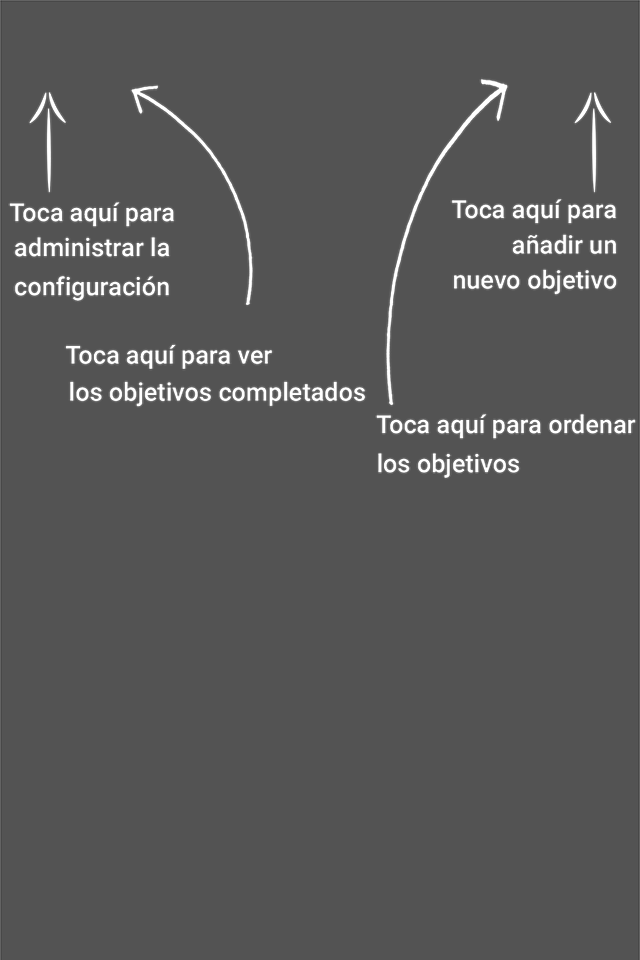 Toca aquí para
administrar la
configuración
Toca aquí para
añadir un
nuevo objetivo
Toca aquí para ver
los objetivos completados
Toca aquí para ordenar
los objetivos